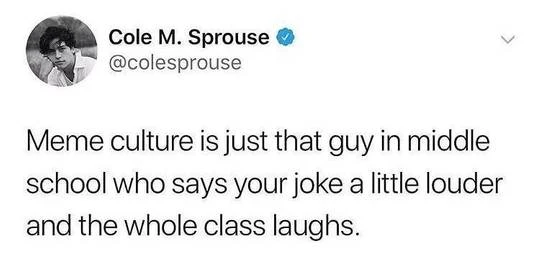 Cole M. Sprouse
@colesprouse
Meme culture is just that guy in middle
school who says your joke a little louder
and the whole class laughs.